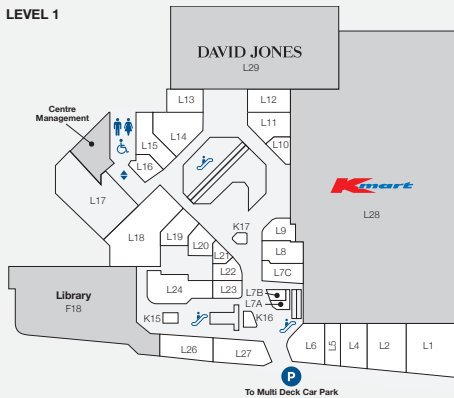 LEVEL 1
DAVID JONES
L29
L13
L12
Centre
Management
L11
L14
L15
L10
L16
Kmart
L17
L28
K17
L9
L18
L19
L20
L8
L21
L22
L7C
Library
F18
L24
L23
L7B
L7A
K15
K16
L26
L27
L6
L5
L4
L2
L1
P
To Multi Deck Car Park